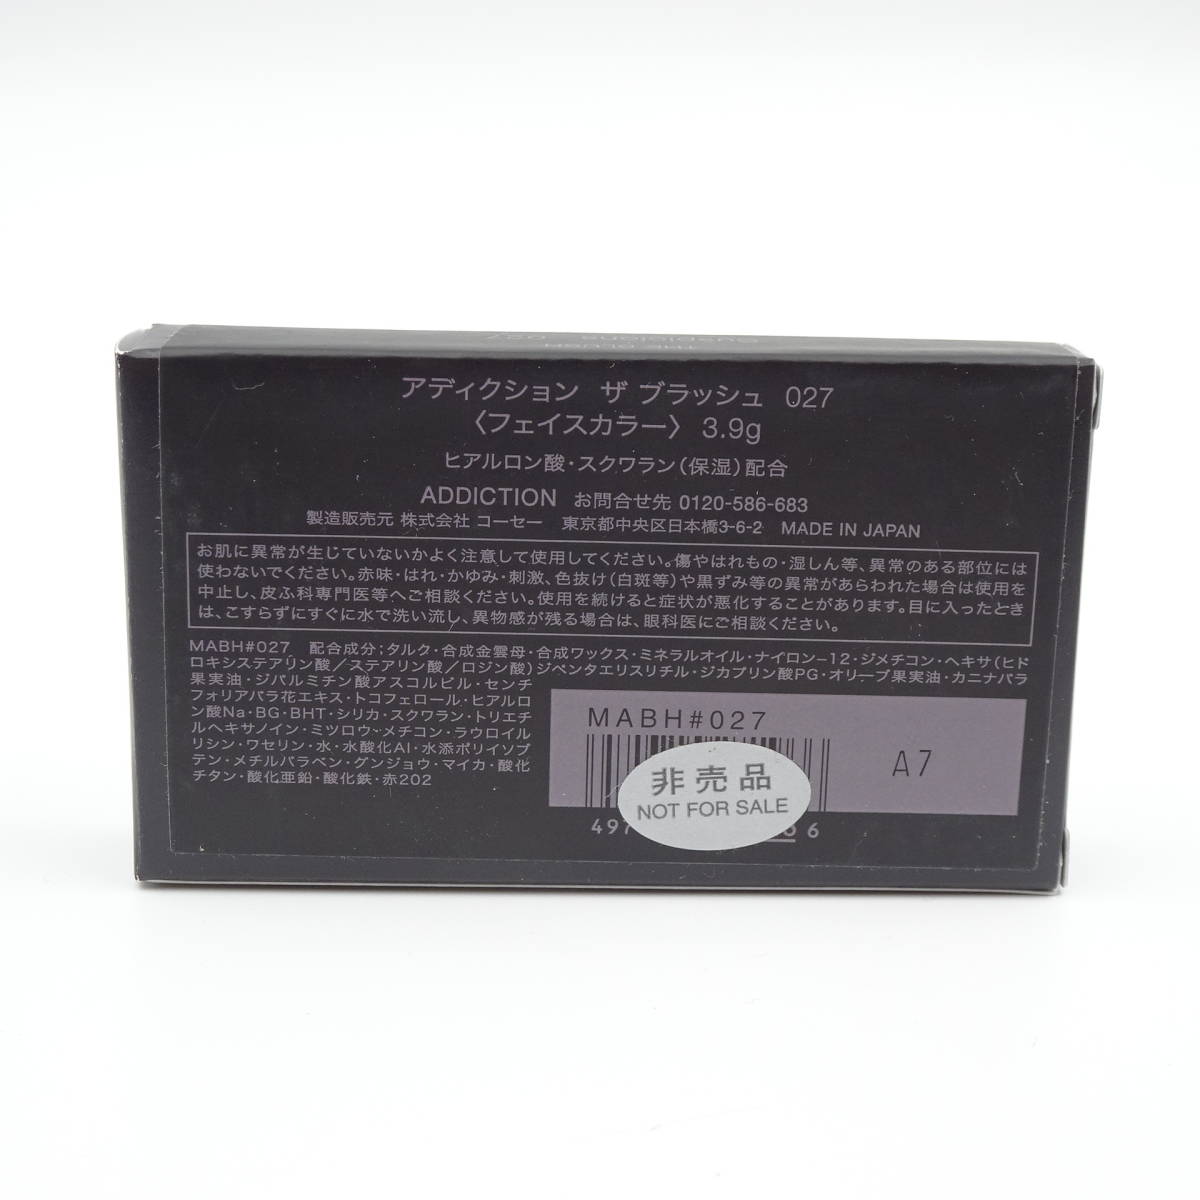 THE BLUSH
Suspicions 027
アディクション ザ ブラッシュ 027
〈フェイスカラー〉 3.9g
ヒアルロン酸・スクワラン(保湿)配合
ADDICTION お問合せ先 0120-586-683
製造販売元 株式会社 コーセー 東京都中央区日本橋3-6-2 MADE IN JAPAN
お肌に異常が生じていないかよく注意して使用してください。傷やはれもの・湿しん等、異常のある部位には
使わないでください。赤味・はれ・かゆみ・刺激、色抜け(白斑等)や黒ずみ等の異常があらわれた場合は使用を
中止し、皮ふ科専門医等へご相談ください。使用を続けると症状が悪化することがあります。目に入ったとき
は、こすらずにすぐに水で洗い流し、異物感が残る場合は、眼科医にご相談ください。
MABH#027 配合成分;タルク・合成金雲母・合成ワックス・ミネラルオイル・ナイロン-12・ジメチコン・ヘキサ(ヒド
ロキシステアリン酸/ステアリン酸/ロジン酸)ジペンタエリスリチル・ジカプリン酸PG・オリーブ果実油・カニナバラ
果実油・ジパルミチン酸アスコルビル・センチ
フォリアバラ花エキス・トコフェロール・ヒアルロ
ン酸Na・BG・BHT・シリカ・スクワラン・トリエチ
ルヘキサノイン・ミツロウ・メチコン・ラウロイル
リシン・ワセリン・水・水酸化Al・水添ポリイソブ
テン・メチルパラベン・グンジョウ・マイカ・酸化
チタン・酸化亜鉛・酸化鉄・赤202
MABH#027
A7
非売品
NOT FOR SALE